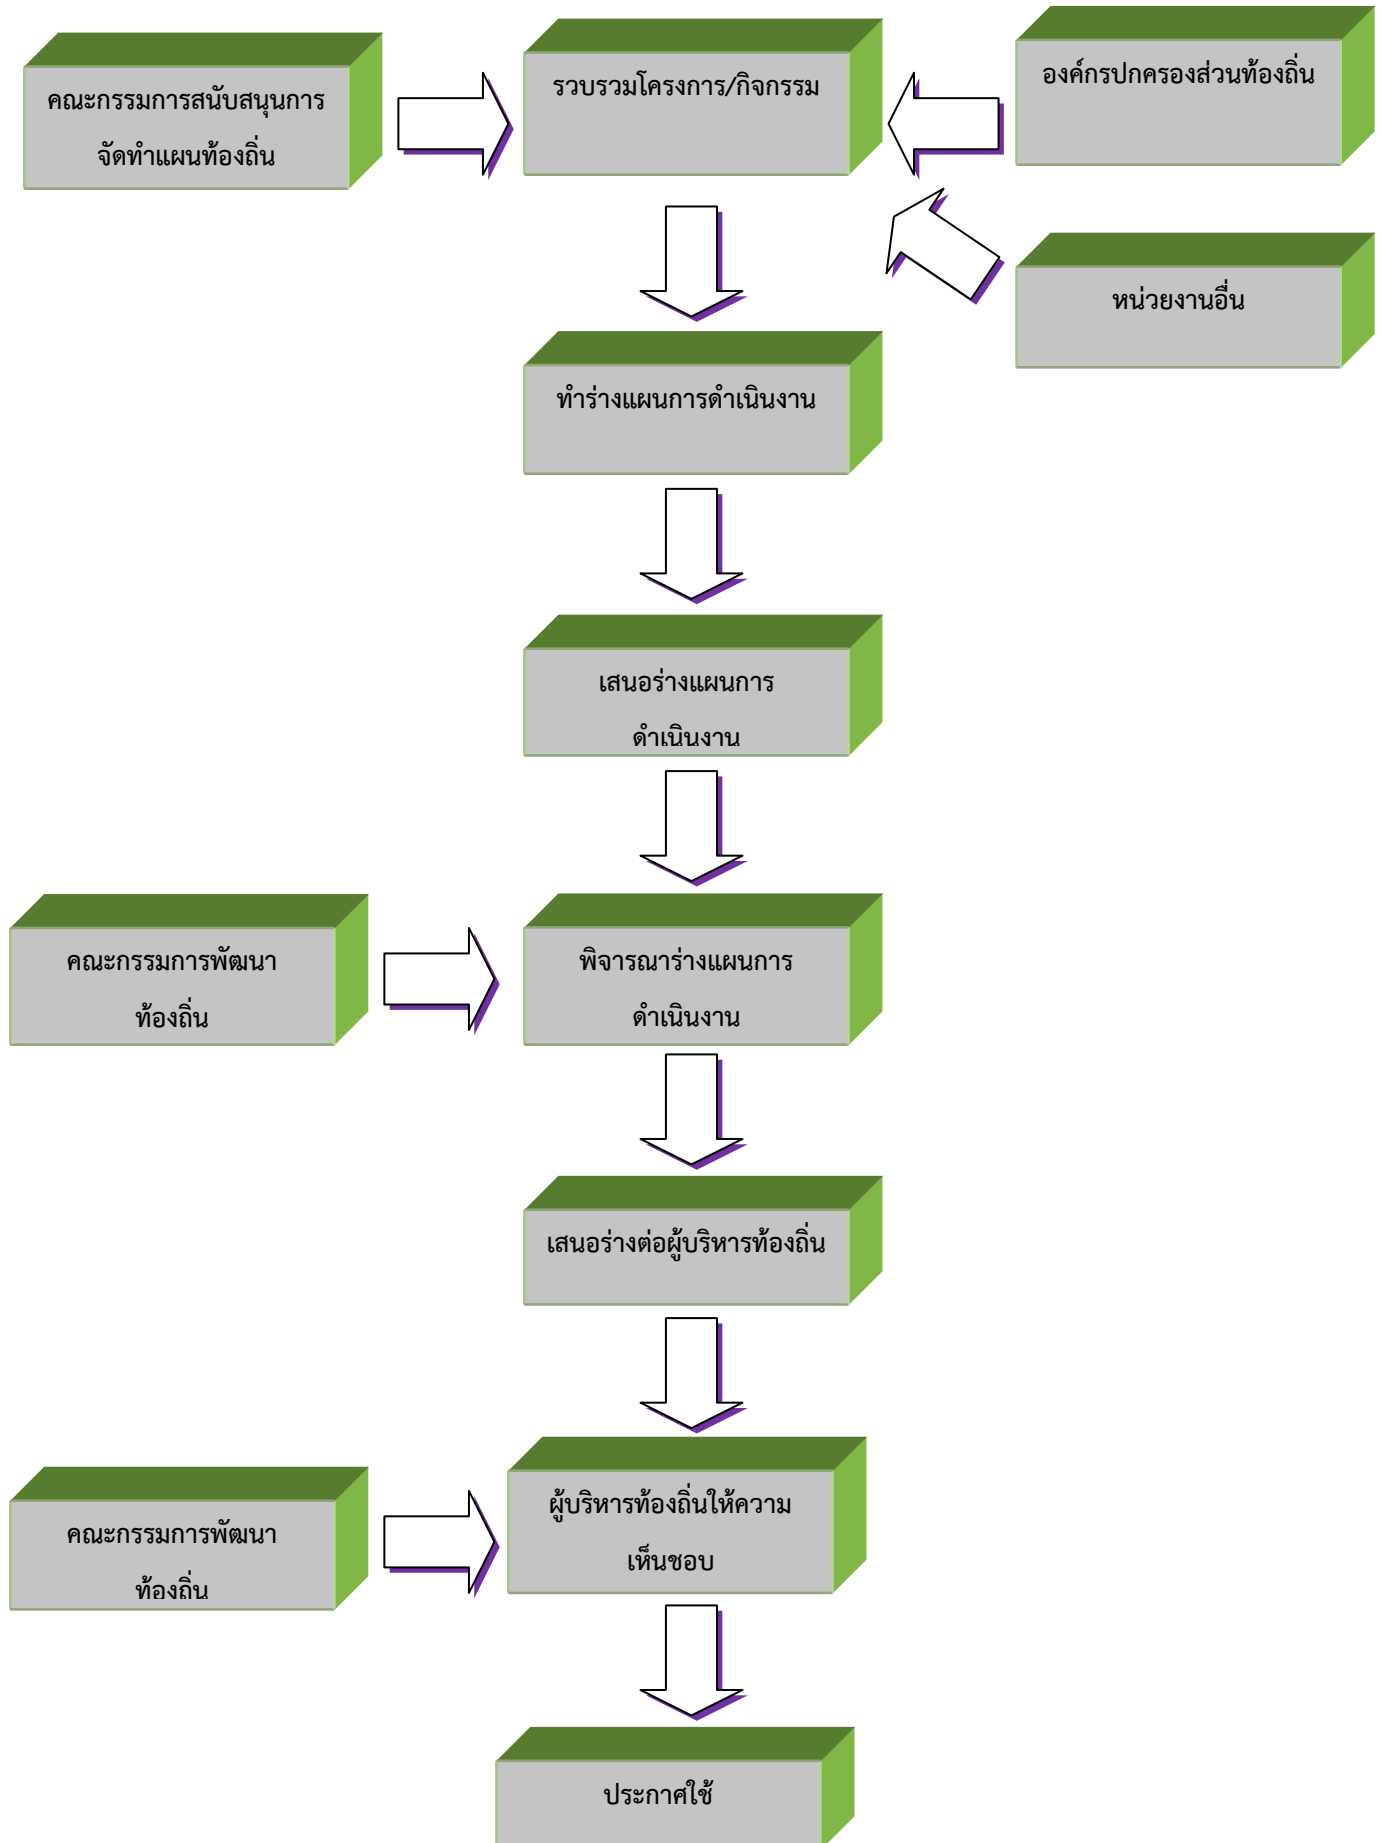 คณะกรรมการสนับสนุนการ
จัดทำแผนท้องถิ่น
รวบรวมโครงการ/กิจกรรม
องค์กรปกครองส่วนท้องถิ่น
หน่วยงานอื่น
ทำร่างแผนการดำเนินงาน
เสนอร่างแผนการ
ดำเนินงาน
คณะกรรมการพัฒนา
ท้องถิ่น
พิจารณาร่างแผนการ
ดำเนินงาน
เสนอร่างต่อผู้บริหารท้องถิ่น
คณะกรรมการพัฒนา
ท้องถิ่น
ผู้บริหารท้องถิ่นให้ความ
เห็นชอบ
ประกาศใช้